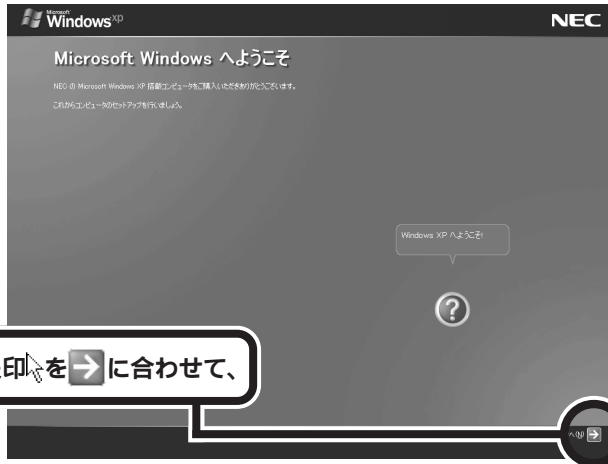 Microsoft
Windows xp
NEC
Microsoft Windows へようこそ
NEC の Microsoft Windows XP 搭載コンピュータをご購入いただきありがとうございます。
これからコンピュータのセットアップを行いましょう。
Windows XP へようこそ!
?
印を に合わせて、
へ(N)